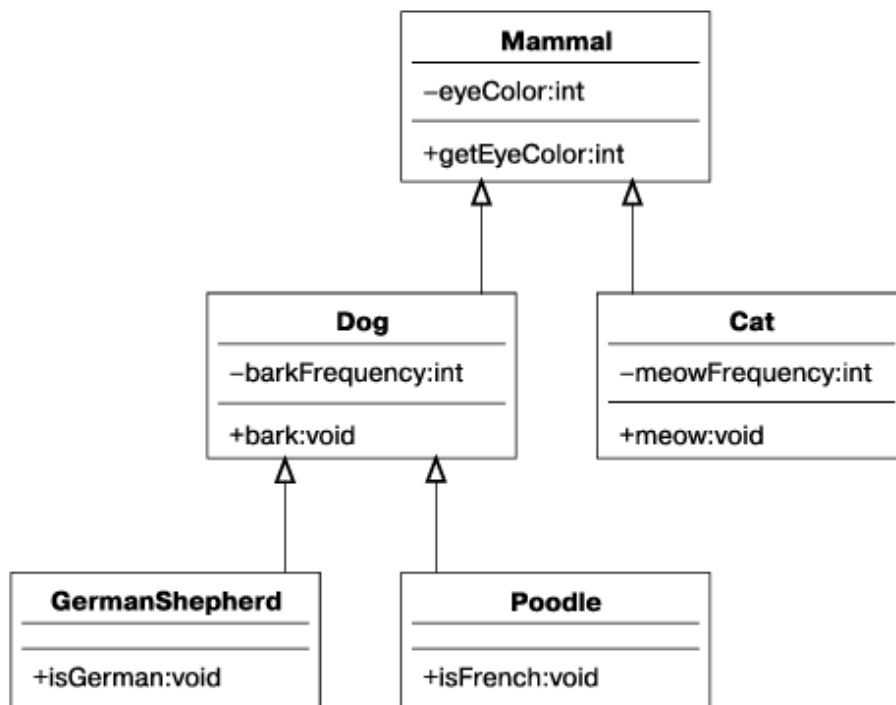 Mammal
–eyeColor:int
+getEyeColor:int
Dog
–barkFrequency:int
+bark:void
Cat
–meowFrequency:int
+meow:void
GermanShepherd
+isGerman:void
Poodle
+isFrench:void